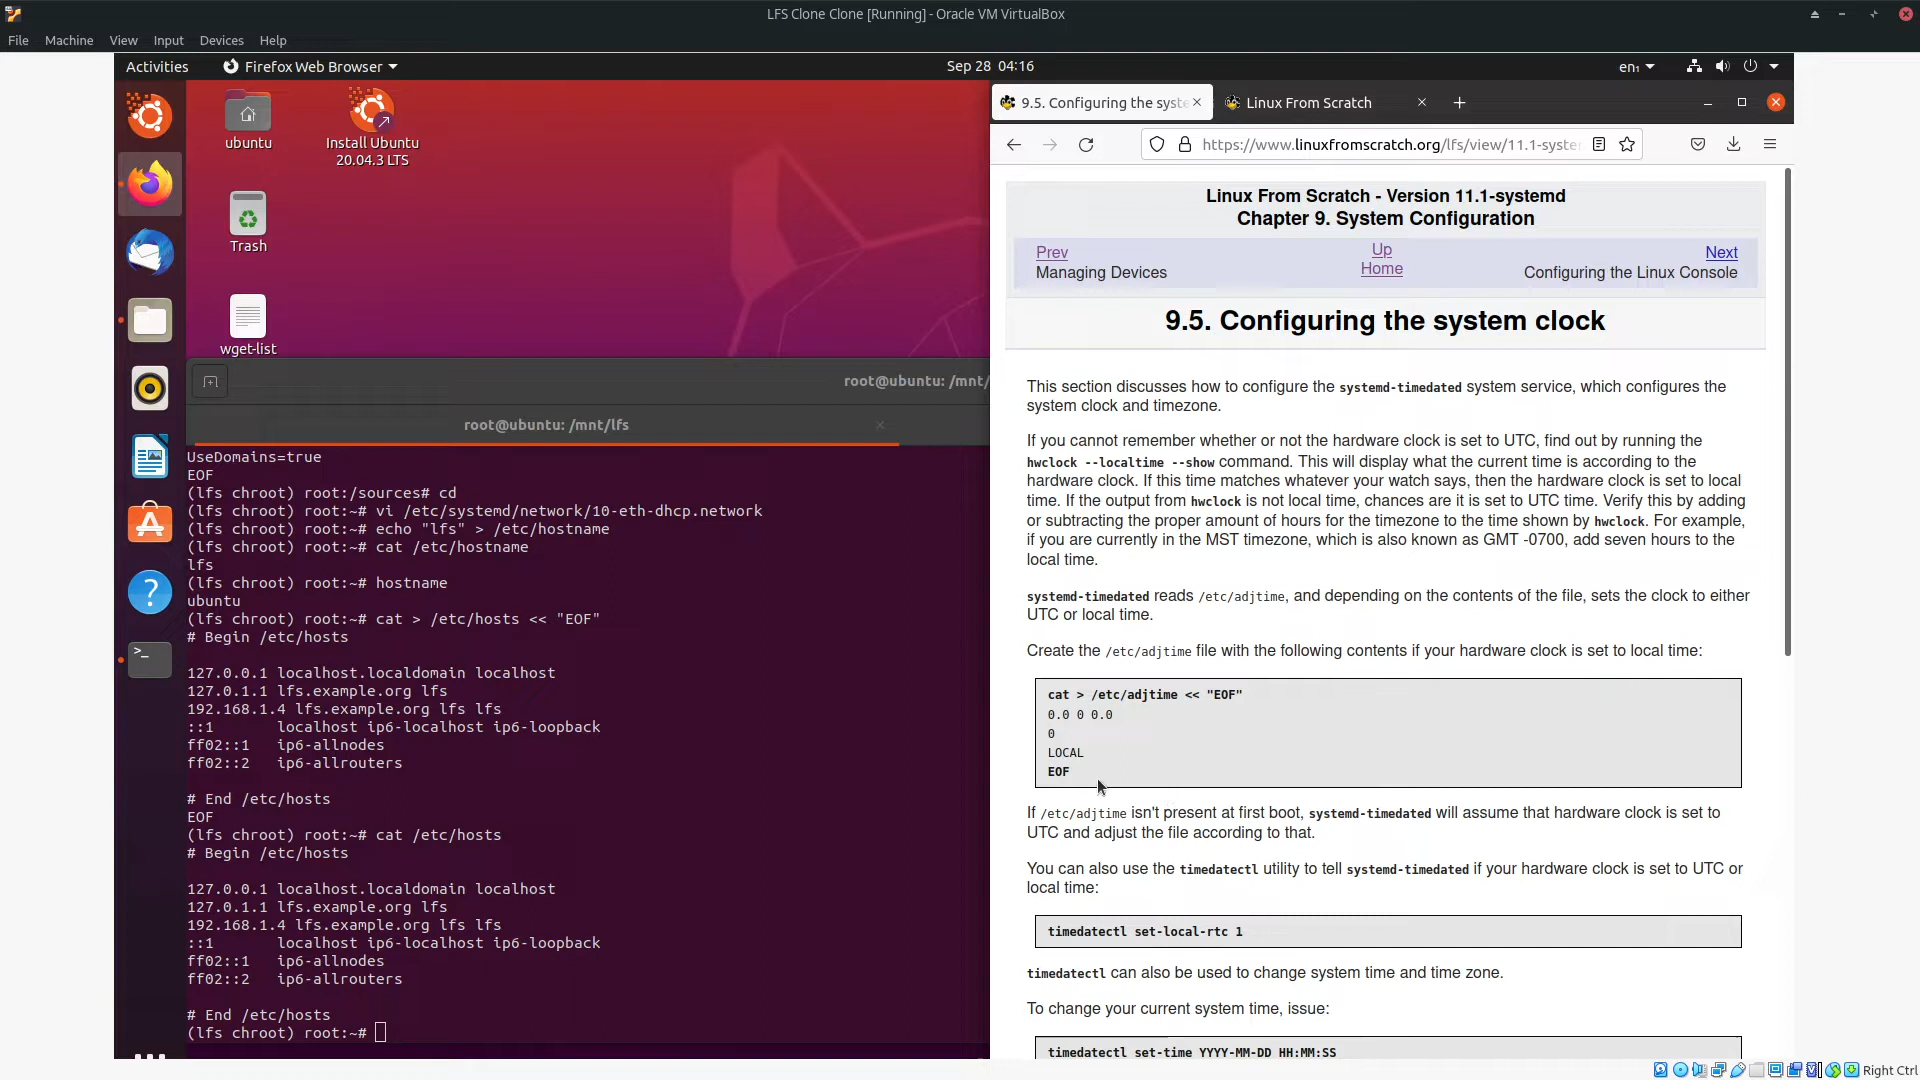 LFS Clone Clone [Running] - Oracle VM VirtualBox
File Machine View Input Devices Help
Activities Firefox Web Browser Sep 28 04:16 en₁
ubuntu
Install Ubuntu
20.04.3 LTS
Trash
wget-list
root@ubuntu: /mnt/
root@ubuntu: /mnt/lfs
UseDomains=true
EOF
(lfs chroot) root:/sources# cd
(lfs chroot) root:~# vi /etc/systemd/network/10-eth-dhcp.network
(lfs chroot) root:~# echo "lfs" > /etc/hostname
(lfs chroot) root:~# cat /etc/hostname
lfs
(lfs chroot) root:~# hostname
ubuntu
(lfs chroot) root:~# cat > /etc/hosts << "EOF"
# Begin /etc/hosts
127.0.0.1 localhost.localdomain localhost
127.0.1.1 lfs.example.org lfs
192.168.1.4 lfs.example.org lfs lfs
::1       localhost ip6-localhost ip6-loopback
ff02::1   ip6-allnodes
ff02::2   ip6-allrouters
# End /etc/hosts
EOF
(lfs chroot) root:~# cat /etc/hosts
# Begin /etc/hosts
127.0.0.1 localhost.localdomain localhost
127.0.1.1 lfs.example.org lfs
192.168.1.4 lfs.example.org lfs lfs
::1       localhost ip6-localhost ip6-loopback
ff02::1   ip6-allnodes
ff02::2   ip6-allrouters
# End /etc/hosts
(lfs chroot) root:~#
9.5. Configuring the syste Linux From Scratch
https://www.linuxfromscratch.org/lfs/view/11.1-syste
Linux From Scratch - Version 11.1-systemd
Chapter 9. System Configuration
Prev Up Next
Managing Devices Home Configuring the Linux Console
9.5. Configuring the system clock
This section discusses how to configure the systemd-timedated system service, which configures the
system clock and timezone.
If you cannot remember whether or not the hardware clock is set to UTC, find out by running the
hwclock --localtime --show command. This will display what the current time is according to the
hardware clock. If this time matches whatever your watch says, then the hardware clock is set to local
time. If the output from hwclock is not local time, chances are it is set to UTC time. Verify this by adding
or subtracting the proper amount of hours for the timezone to the time shown by hwclock. For example,
if you are currently in the MST timezone, which is also known as GMT -0700, add seven hours to the
local time.
systemd-timedated reads /etc/adjtime, and depending on the contents of the file, sets the clock to either
UTC or local time.
Create the /etc/adjtime file with the following contents if your hardware clock is set to local time:
cat > /etc/adjtime << "EOF"
0.0 0 0.0
0
LOCAL
EOF
If /etc/adjtime isn't present at first boot, systemd-timedated will assume that hardware clock is set to
UTC and adjust the file according to that.
You can also use the timedatectl utility to tell systemd-timedated if your hardware clock is set to UTC or
local time:
timedatectl set-local-rtc 1
timedatectl can also be used to change system time and time zone.
To change your current system time, issue:
timedatectl set-time YYYY-MM-DD HH:MM:SS
Right Ctrl